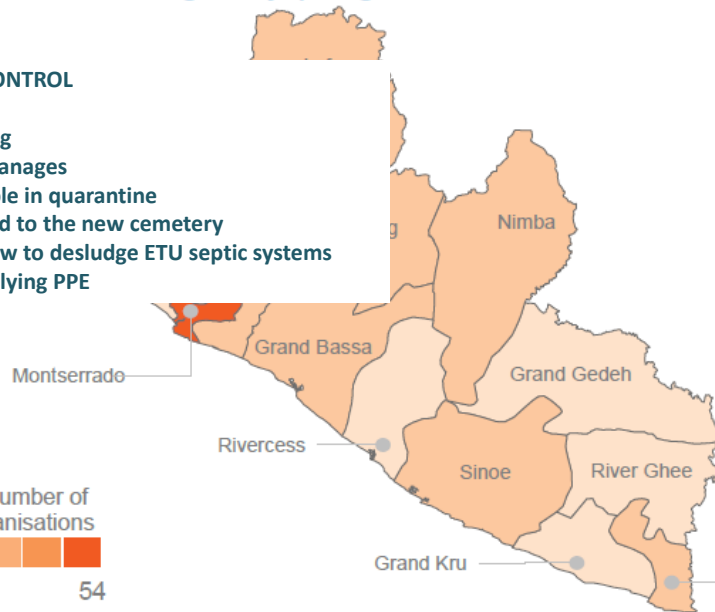 ONTROL
g
anages
ble in quarantine
d to the new cemetery
w to desludge ETU septic systems
lying PPE
g
Nimba
Grand Bassa
Montserrado
Grand Gedeh
Rivercess
Sinoe
River Ghee
umber of
anisations
Grand Kru
54